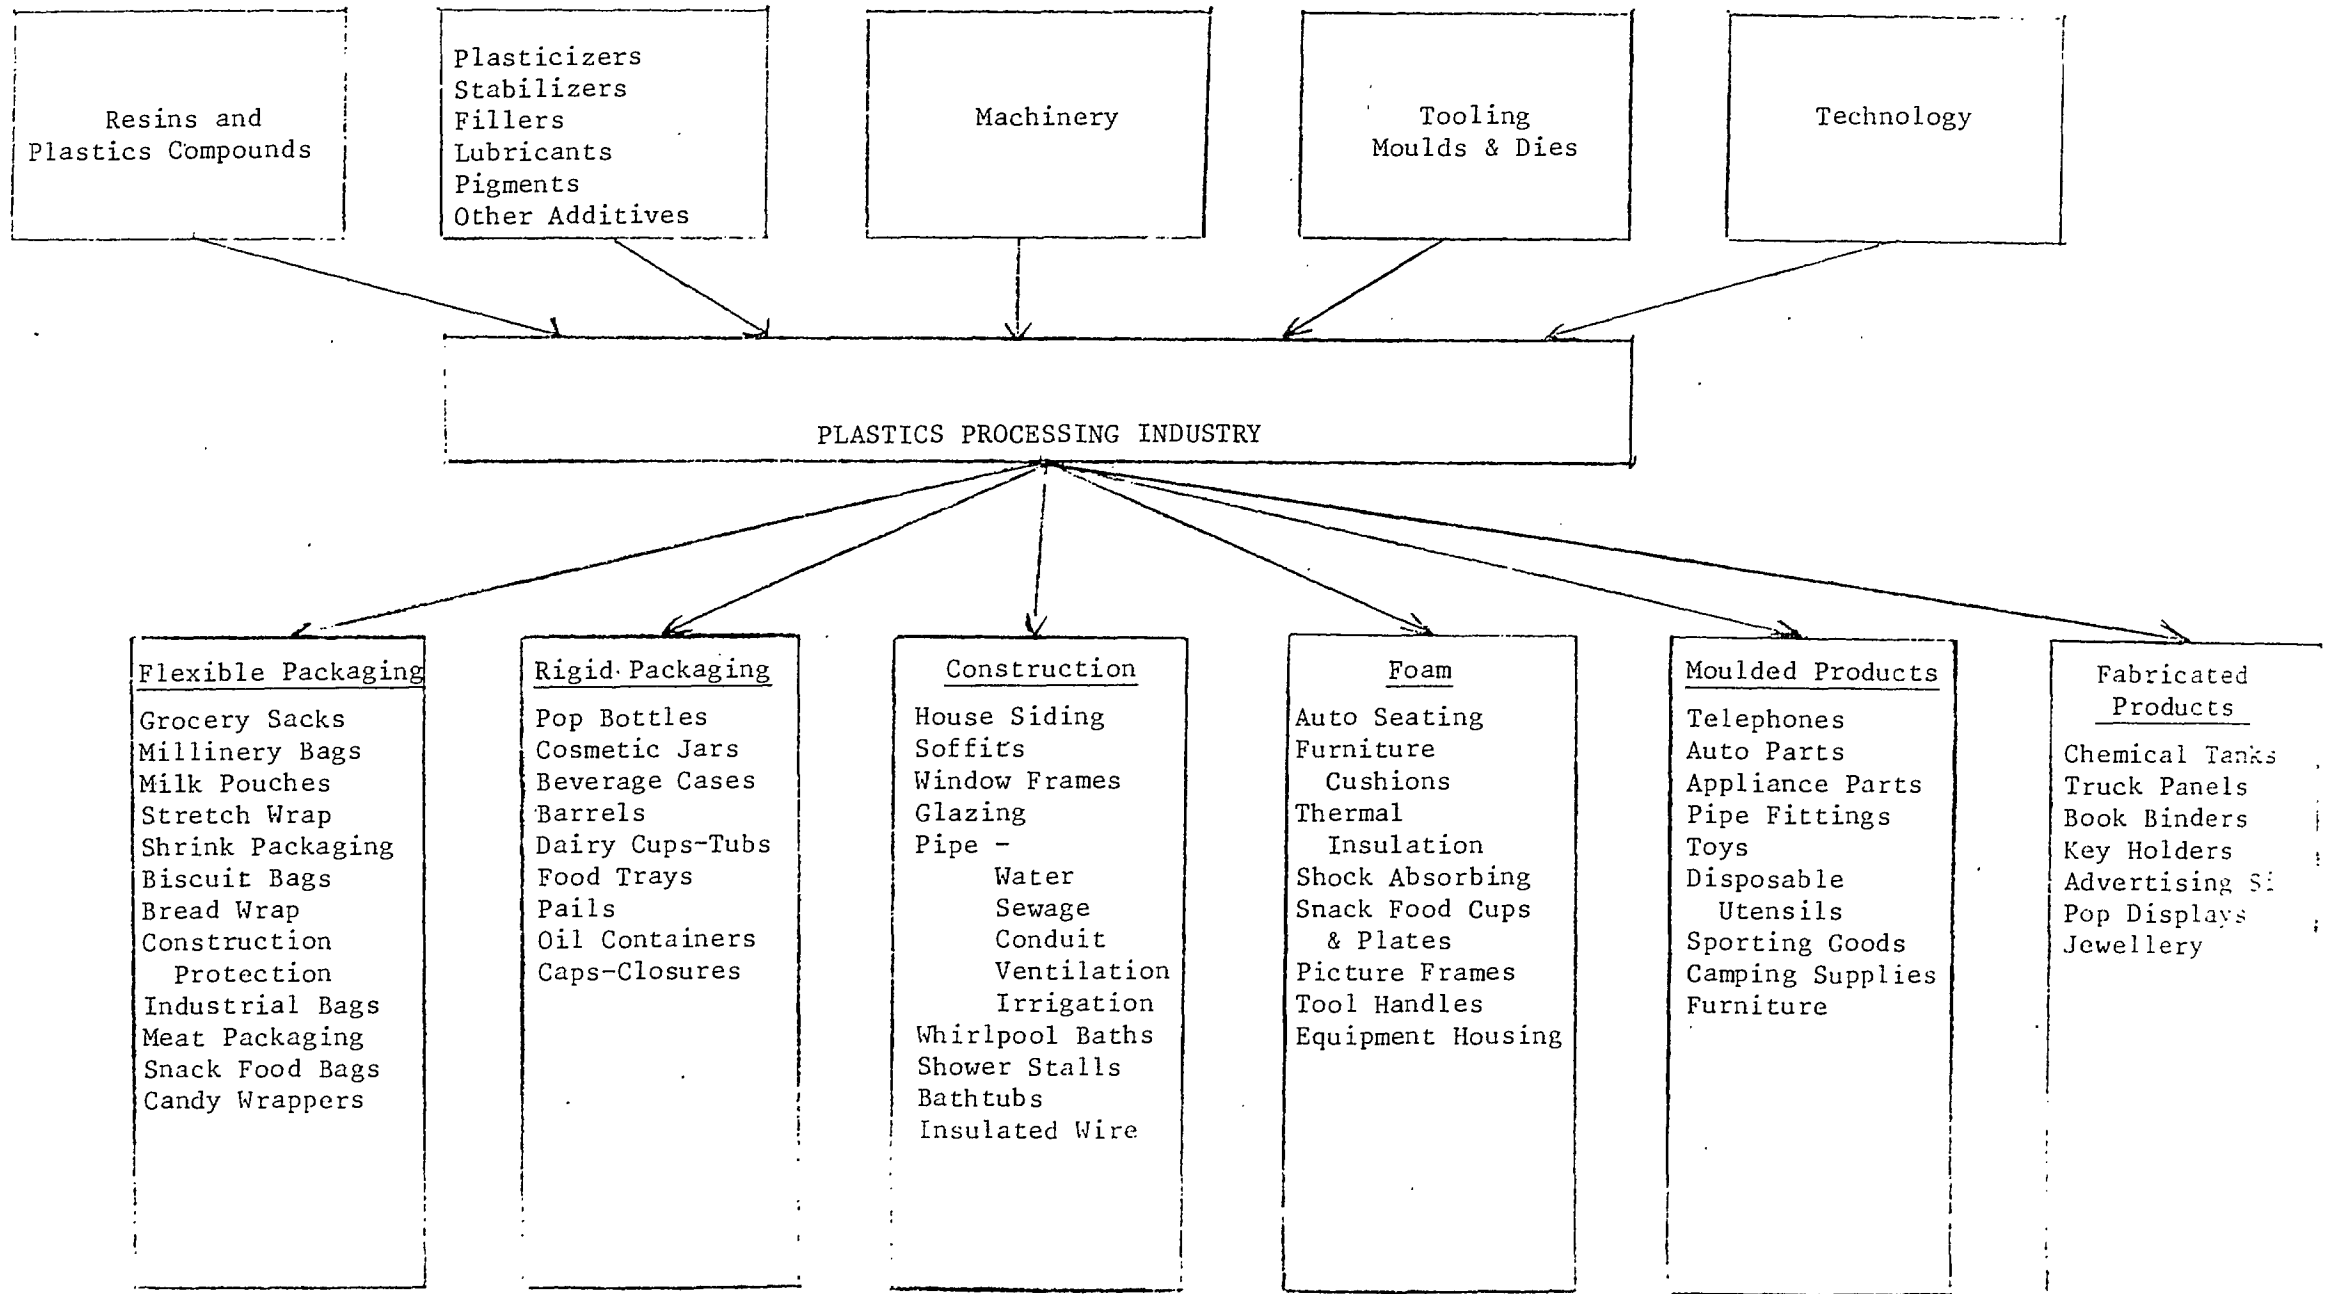 Resins and
Plastics Compounds
Plasticizers
Stabilizers
Fillers
Lubricants
Pigments
Other Additives
Machinery
Tooling
Moulds & Dies
Technology
PLASTICS PROCESSING INDUSTRY
Flexible Packaging
Grocery Sacks
Millinery Bags
Milk Pouches
Stretch Wrap
Shrink Packaging
Biscuit Bags
Bread Wrap
Construction
Protection
Industrial Bags
Meat Packaging
Snack Food Bags
Candy Wrappers
Rigid Packaging
Pop Bottles
Cosmetic Jars
Beverage Cases
Barrels
Dairy Cups-Tubs
Food Trays
Pails
Oil Containers
Caps-Closures
Construction
House Siding
Soffits
Window Frames
Glazing
Pipe -
Water
Sewage
Conduit
Ventilation
Irrigation
Whirlpool Baths
Shower Stalls
Bathtubs
Insulated Wire
Foam
Auto Seating
Furniture
Cushions
Thermal
Insulation
Shock Absorbing
Snack Food Cups
& Plates
Picture Frames
Tool Handles
Equipment Housing
Moulded Products
Telephones
Auto Parts
Appliance Parts
Pipe Fittings
Toys
Disposable
Utensils
Sporting Goods
Camping Supplies
Furniture
Fabricated
Products
Chemical Tanks
Truck Panels
Book Binders
Key Holders
Advertising
Pop Displays
Jewellery